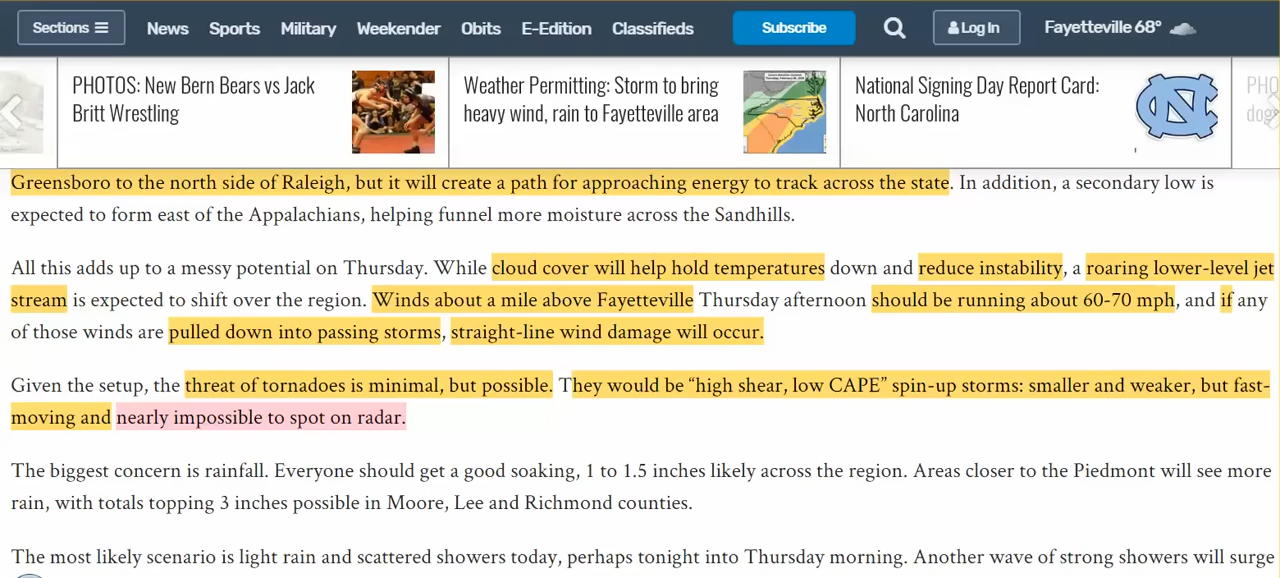 Sections
News
Sports
Military
Weekender
Obits
E-Edition
Classifieds
Subscribe
Log In
Fayetteville 68°
PHOTOS: New Bern Bears vs Jack
Britt Wrestling
Weather Permitting: Storm to bring
heavy wind, rain to Fayetteville area
National Signing Day Report Card:
North Carolina
PHO
dog
Greensboro to the north side of Raleigh, but it will create a path for approaching energy to track across the state. In addition, a secondary low is
expected to form east of the Appalachians, helping funnel more moisture across the Sandhills.
All this adds up to a messy potential on Thursday. While cloud cover will help hold temperatures down and reduce instability, a roaring lower-level jet
stream is expected to shift over the region. Winds about a mile above Fayetteville Thursday afternoon should be running about 60-70 mph, and if any
of those winds are pulled down into passing storms, straight-line wind damage will occur.
Given the setup, the threat of tornadoes is minimal, but possible. They would be “high shear, low CAPE” spin-up storms: smaller and weaker, but fast-
moving and nearly impossible to spot on radar.
The biggest concern is rainfall. Everyone should get a good soaking, 1 to 1.5 inches likely across the region. Areas closer to the Piedmont will see more
rain, with totals topping 3 inches possible in Moore, Lee and Richmond counties.
The most likely scenario is light rain and scattered showers today, perhaps tonight into Thursday morning. Another wave of strong showers will surge